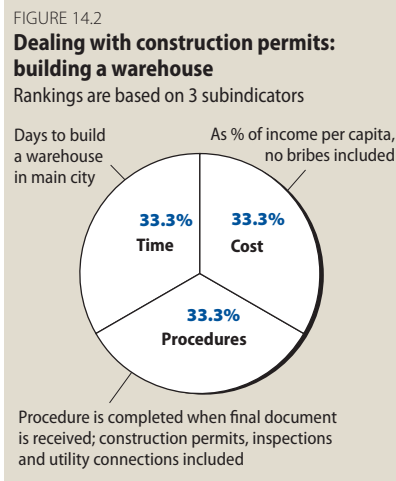 FIGURE 14.2
Dealing with construction permits:
building a warehouse
Rankings are based on 3 subindicators
Days to build
a warehouse
in main city
As % of income per capita,
no bribes included
33.3%
Time
33.3%
Cost
33.3%
Procedures
Procedure is completed when final document
is received; construction permits, inspections
and utility connections included